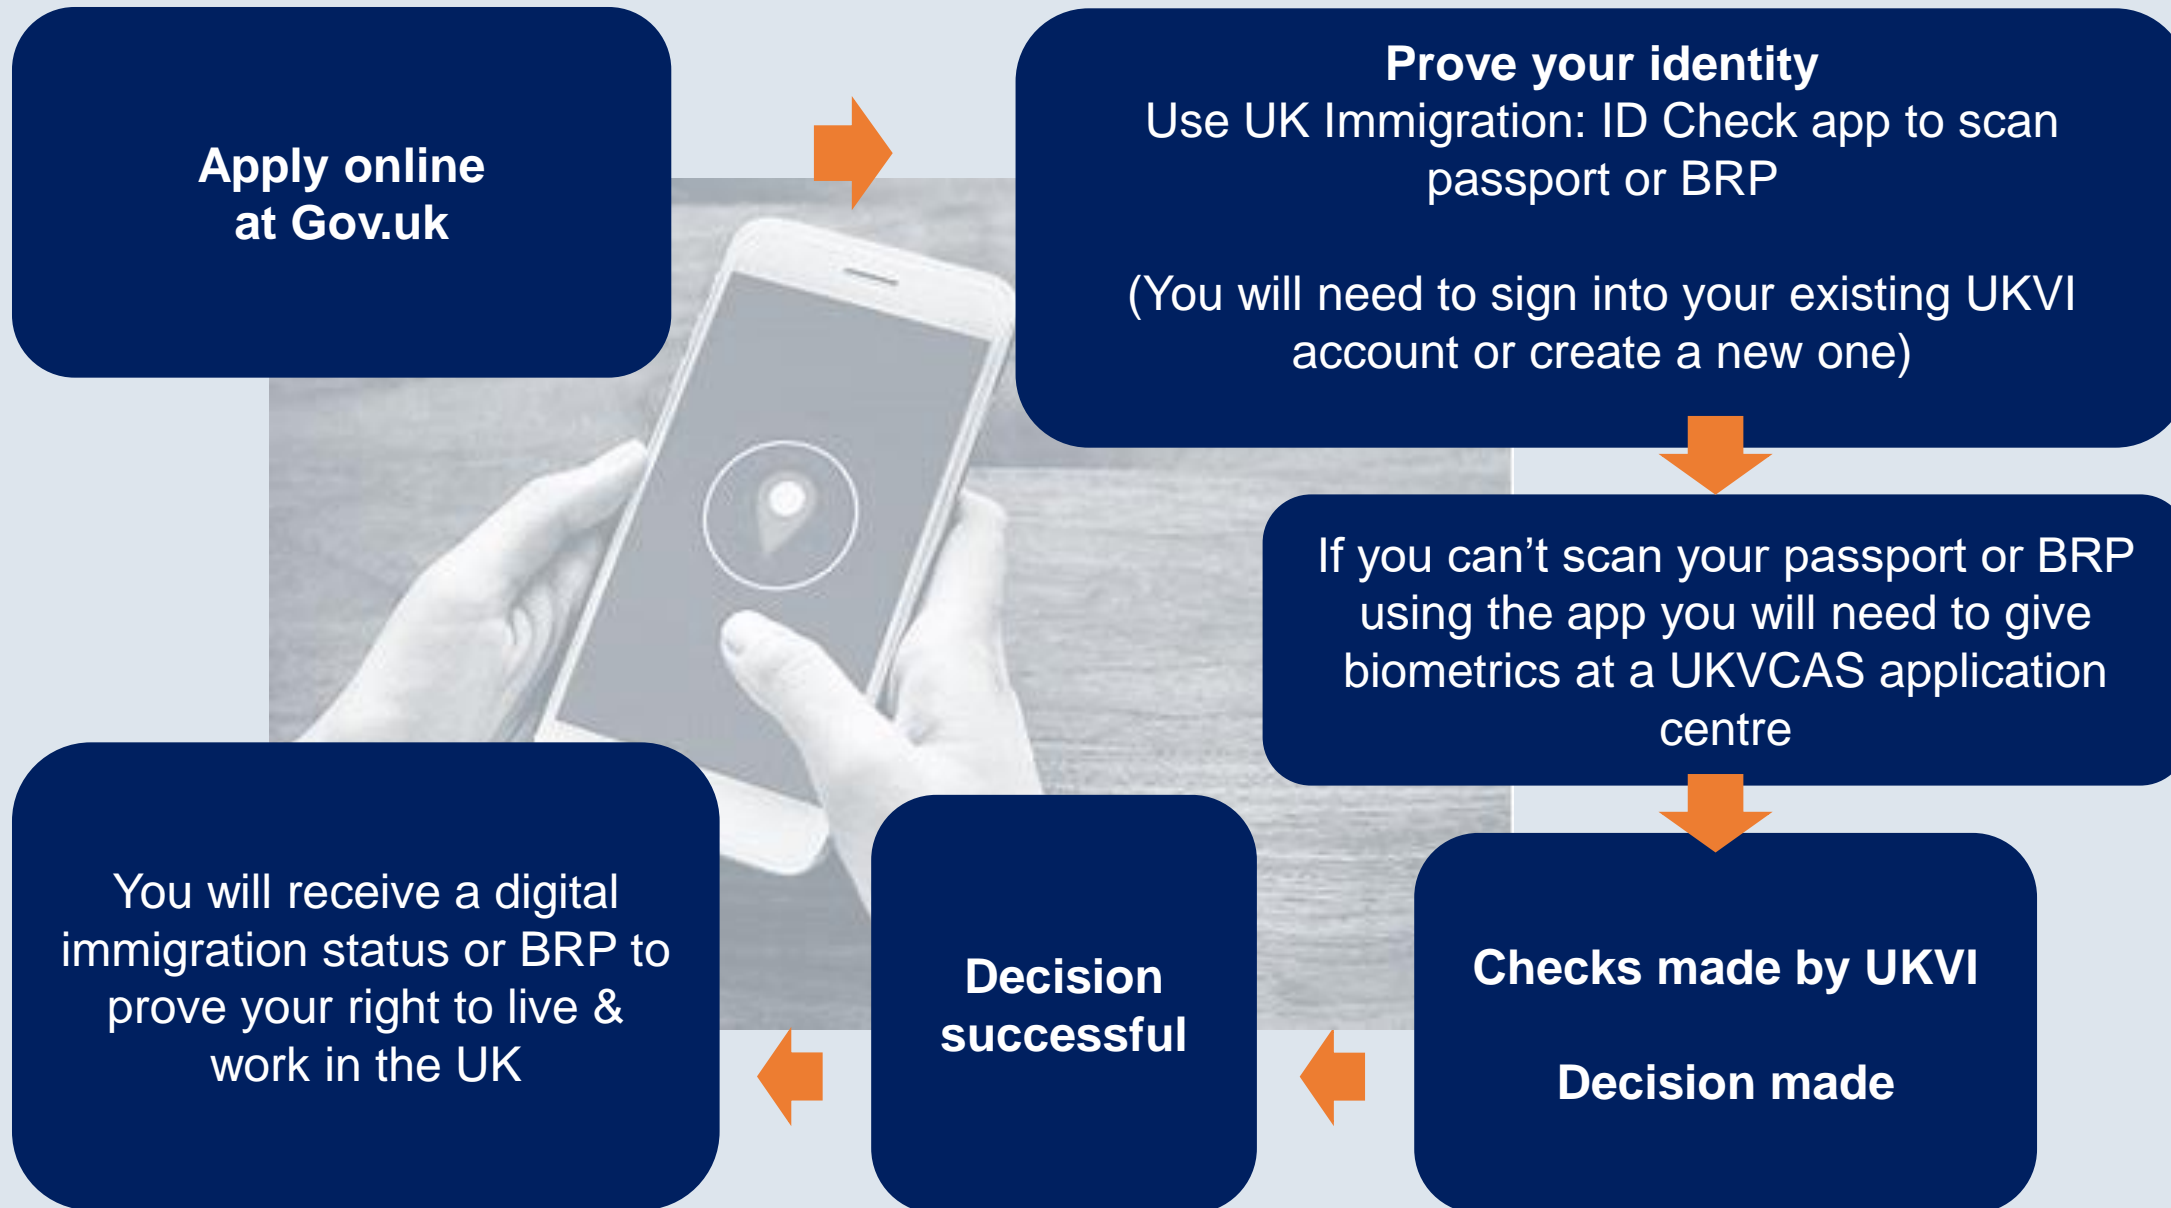 Apply online
at Gov.uk
Prove your identity
Use UK Immigration: ID Check app to scan
passport or BRP
(You will need to sign into your existing UKVI
account or create a new one)
If you can’t scan your passport or BRP
using the app you will need to give
biometrics at a UKVCAS application
centre
Checks made by UKVI
Decision made
Decision
successful
You will receive a digital
immigration status or BRP to
prove your right to live &
work in the UK